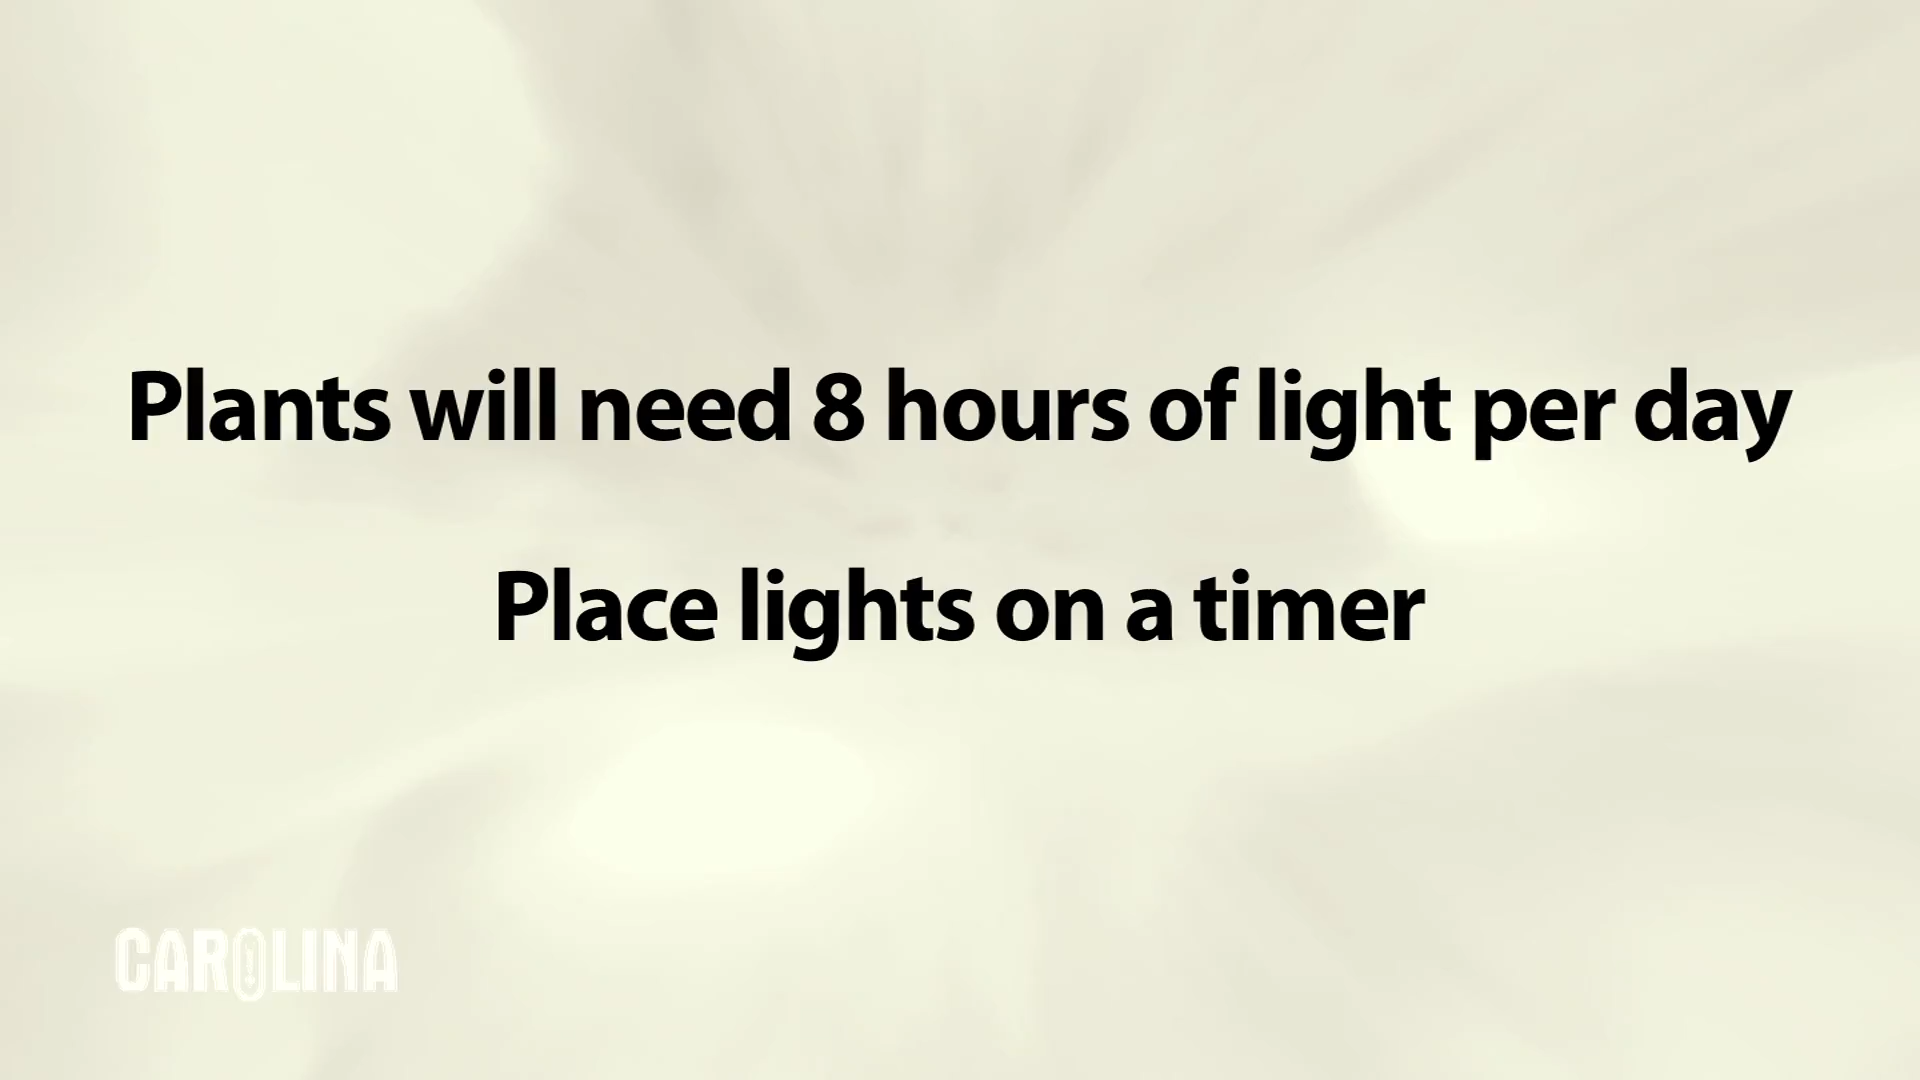 Plants will need 8 hours of light per day
Place lights on a timer
CAROLINA